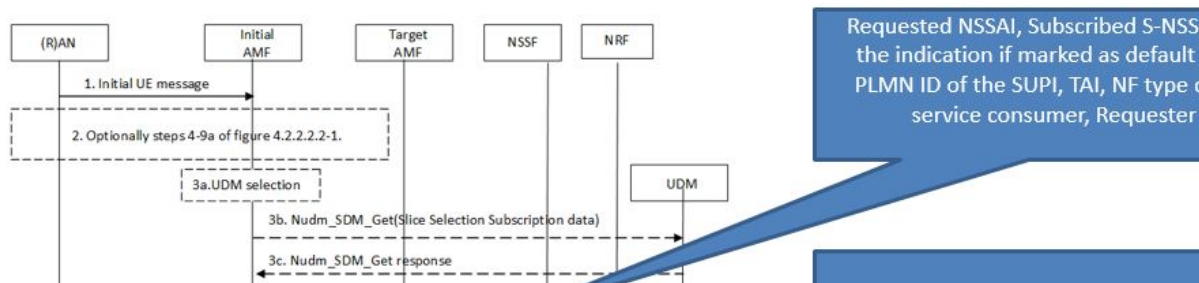 (R)AN
Initial
AMF
Target
AMF
NSSF
NRF
1. Initial UE message
2. Optionally steps 4-9a of figure 4.2.2.2.2-1.
3a.UDM selection
UDM
3b. Nudm_SDM_Get(Slice Selection Subscription data)
3c. Nudm_SDM_Get response
Requested NSSAI, Subscribed S-NSS
the indication if marked as default
PLMN ID of the SUPI, TAI, NF type
service consumer, Requester